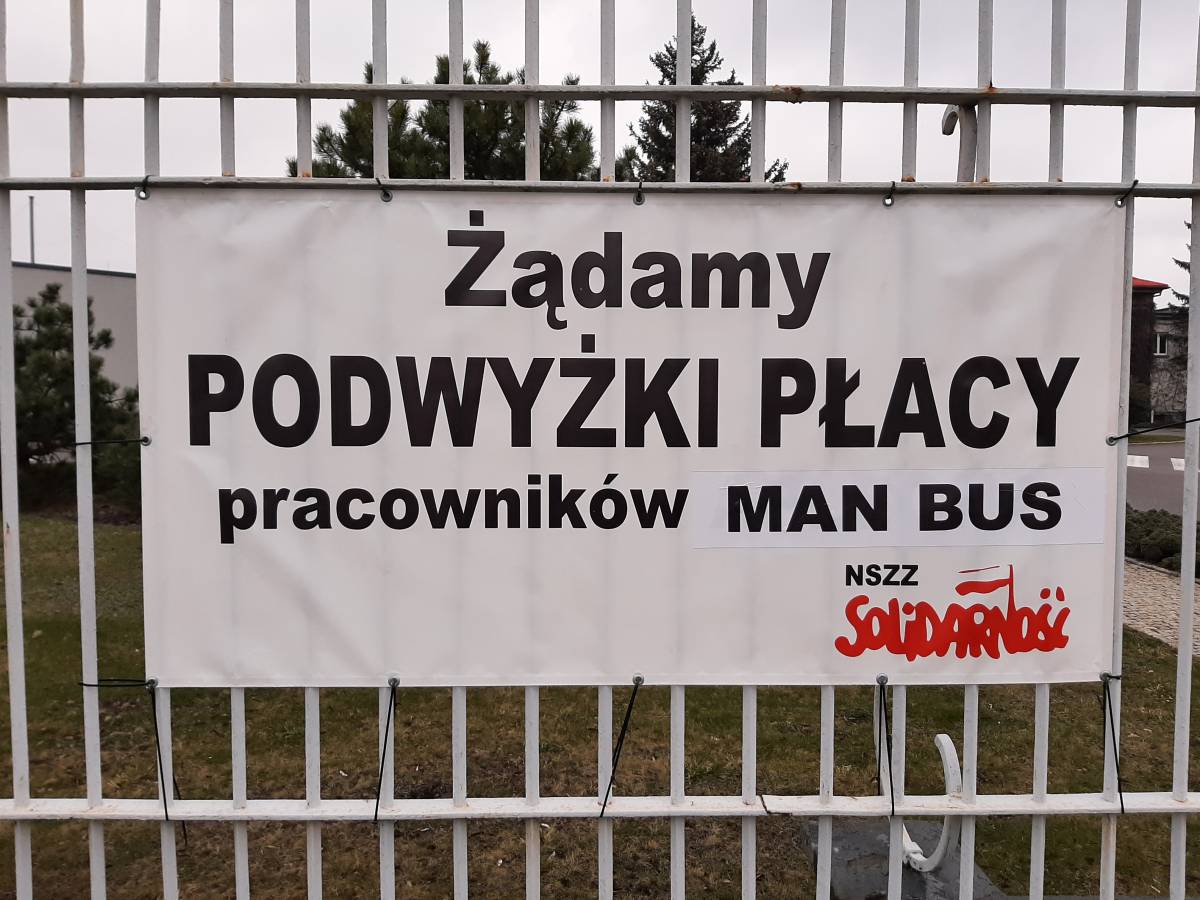 Żądamy
PODWYŻKI PŁACY
pracowników MAN BUS
NSZZ
SOLIDARNOŚĆ